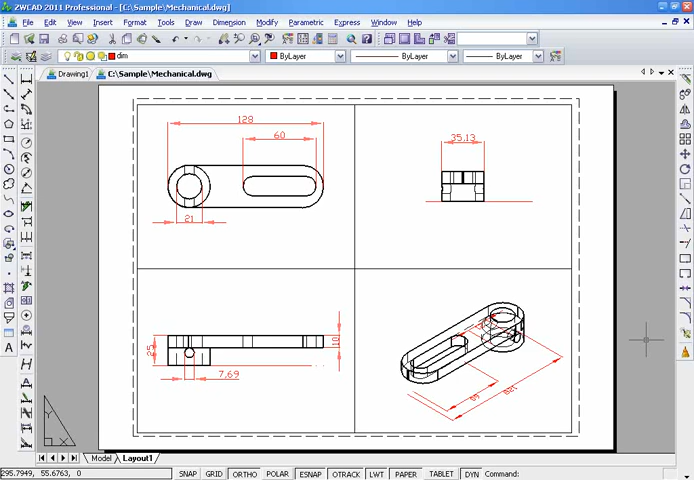 ZWCAD 2011 Professional - [C:\Sample\Mechanical.dwg]
File Edit View Insert Format Tools Draw Dimension Modify Parametric Express Window Help
dim ByLayer ByLayer ByLayer
Drawing1 C:\Sample\Mechanical.dwg
128
60
35.13
21
25
10
7.69
60
128
Y
X
Model Layout1
295.7949, 55.6763, 0 SNAP GRID ORTHO POLAR ESNAP OTRACK LWT PAPER TABLET DYN Command: